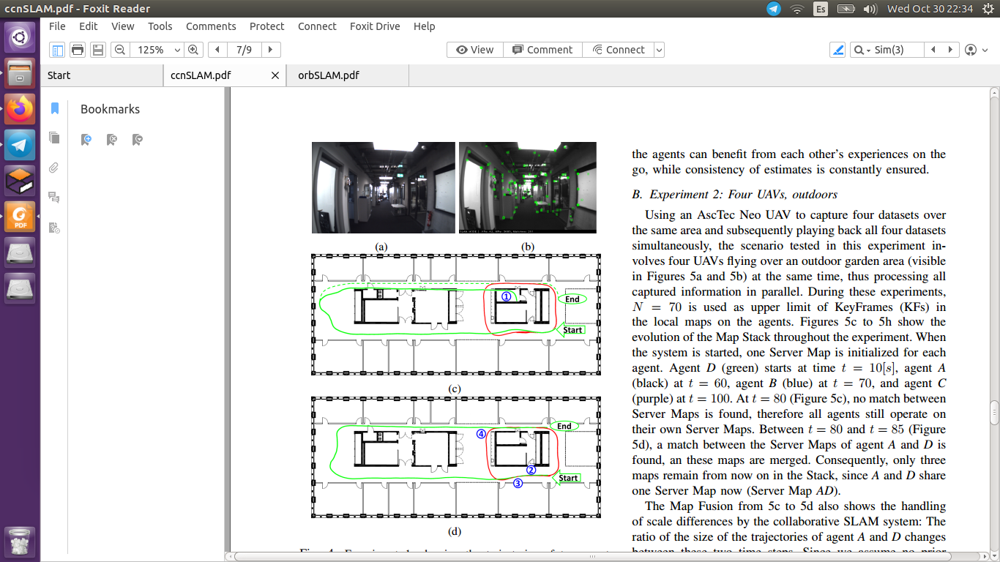 ccnSLAM.pdf - Foxit Reader
Es
Wed Oct 30 22:34
File Edit View Tools Comments Protect Connect Foxit Drive Help
125%
7/9
View
Comment
Connect
Sim(3)
Start
ccnSLAM.pdf
orbSLAM.pdf
Bookmarks
PDF
(a)
(b)
1
End
Start
(c)
End
4
2
3
Start
(d)
the agents can benefit from each other's experiences on the
go, while consistency of estimates is constantly ensured.
B. Experiment 2: Four UAVs, outdoors
Using an AscTec Neo UAV to capture four datasets over
the same area and subsequently playing back all four datasets
simultaneously, the scenario tested in this experiment in-
volves four UAVs flying over an outdoor garden area (visible
in Figures 5a and 5b) at the same time, thus processing all
captured information in parallel. During these experiments,
N = 70 is used as upper limit of KeyFrames (KFs) in
the local maps on the agents. Figures 5c to 5h show the
evolution of the Map Stack throughout the experiment. When
the system is started, one Server Map is initialized for each
agent. Agent D (green) starts at time t = 10[s], agent A
(black) at t = 60, agent B (blue) at t = 70, and agent C
(purple) at t = 100. At t = 80 (Figure 5c), no match between
Server Maps is found, therefore all agents still operate on
their own Server Maps. Between t = 80 and t = 85 (Figure
5d), a match between the Server Maps of agent A and D is
found, an these maps are merged. Consequently, only three
maps remain from now on in the Stack, since A and D share
one Server Map now (Server Map AD).
The Map Fusion from 5c to 5d also shows the handling
of scale differences by the collaborative SLAM system: The
ratio of the size of the trajectories of agent A and D changes
between these two time steps. Since we assume no prior